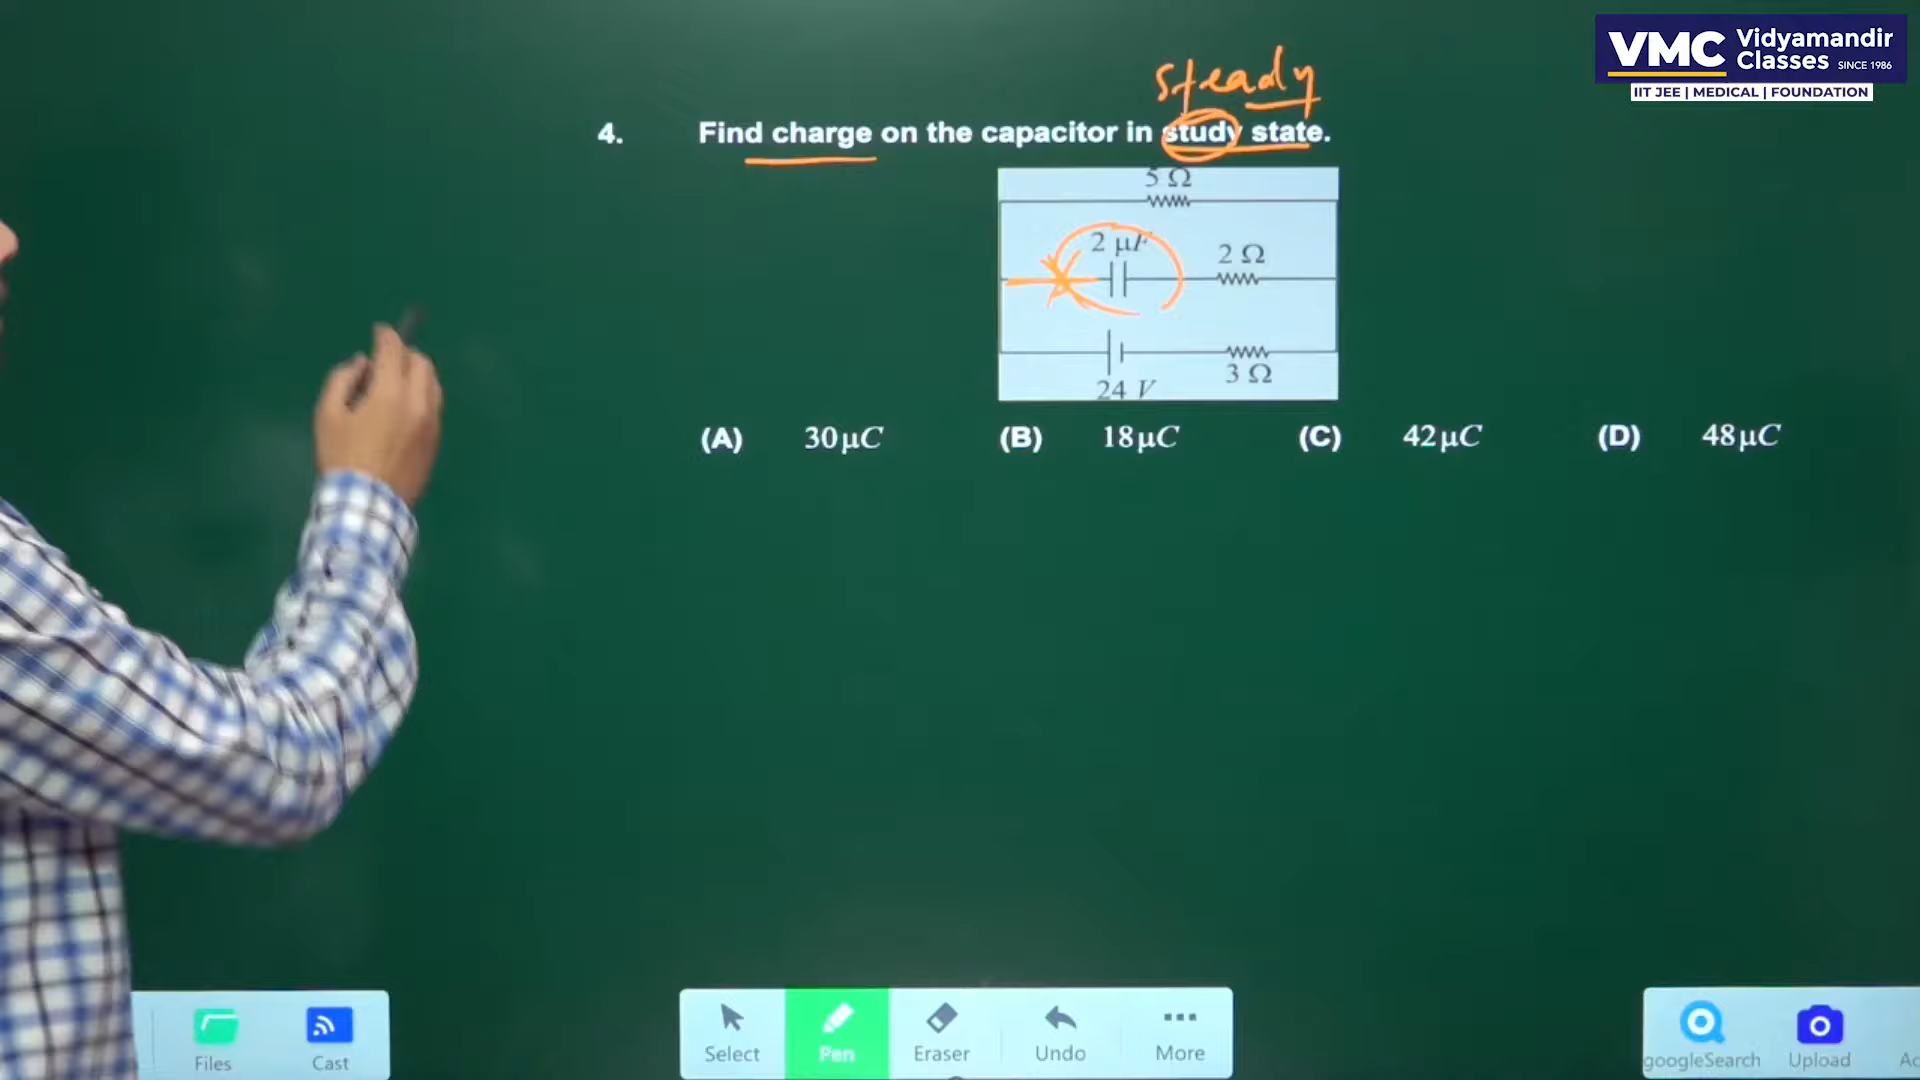 VMC Vidyamandir Classes SINCE 1986
IIT JEE | MEDICAL | FOUNDATION
steady
4. Find charge on the capacitor in study state.
5 Ω
2 μF
2 Ω
24 V
3 Ω
(A) 30μC (B) 18μC (C) 42μC (D) 48μC
Files Cast Select Pen Eraser Undo More googleSearch Upload